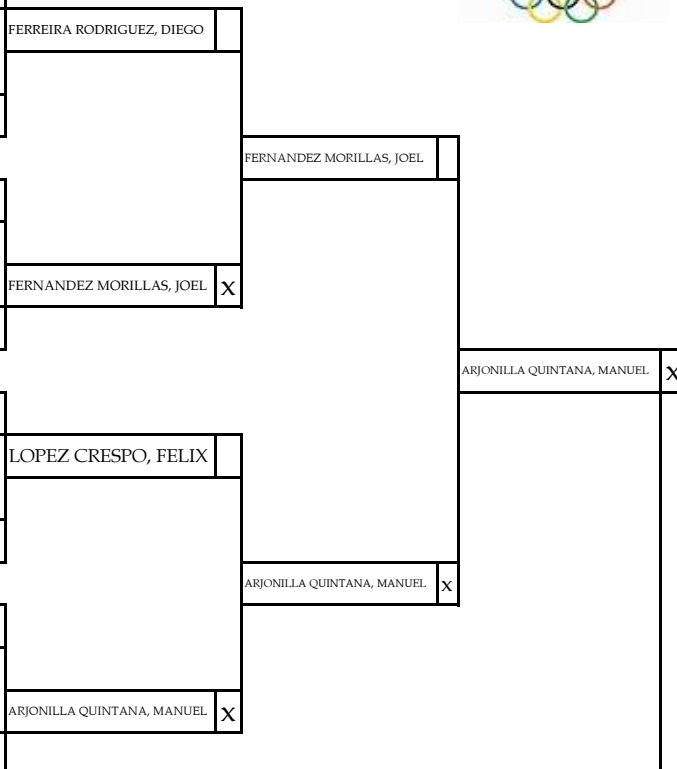 FERREIRA RODRIGUEZ, DIEGO
FERNANDEZ MORILLAS, JOEL
FERNANDEZ MORILLAS, JOEL X
ARJONILLA QUINTANA, MANUEL X
LOPEZ CRESPO, FELIX
ARJONILLA QUINTANA, MANUEL X
ARJONILLA QUINTANA, MANUEL X